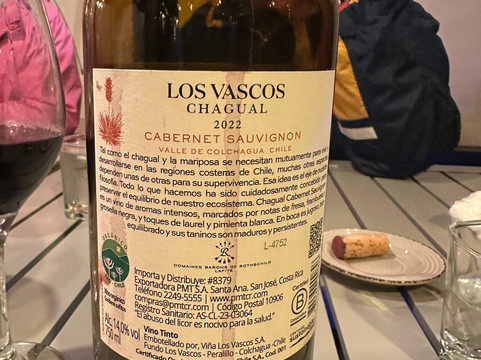 LOS VASCOS
CHAGUAL
2022
CABERNET SAUVIGNON
VALLE DE COLCHAGUA CHILE
Tal como el chagual y la mariposa se necesitan mutuamente para
desarrollarse en las regiones costeras de Chile, muchas otras especies
dependen unas de otras para su supervivencia. Esa idea es el eje de nuestra
filosofía. Todo lo que hacemos ha sido cuidadosamente concebido para
preservar el equilibrio de nuestro ecosistema. Chagual Cabernet Sauvignon
es un vino de aromas intensos, marcados por notas de fresa, frambuesa,
grosella negra, y toques de laurel y pimienta blanca. En boca es jugoso,
equilibrado y sus taninos son maduros y persistentes.
L-4752
DOMAINES BARONS DE ROTHSCHILD
LAFITE
ORGÁNICO
CHILE
Importa y Distribuye: #8379
Exportadora PMT S.A. Santa Ana. San José, Costa Rica
Teléfono 2249-5555 | www.pmtcr.com
compras@pmtcr.com | Código Postal 10906
Registro Sanitario: AS-CL-23-03064
"El abuso del licor es nocivo para la salud."
Alc 14,0% vol
750 ml
Vino Tinto
Embotellado por, Viña Los Vascos S.A.
Fundo Los Vascos - Peralillo - Colchagua - Chile
Certified
B